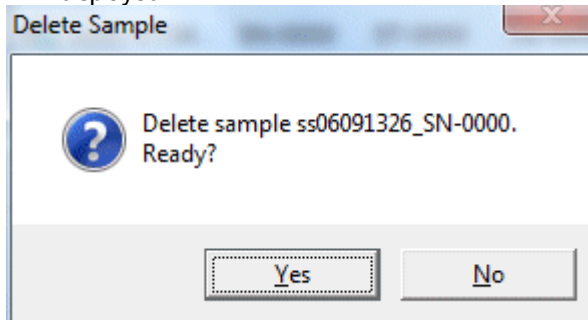 Delete Sample
Delete sample ss06091326_SN-0000.
Ready?
Yes
No